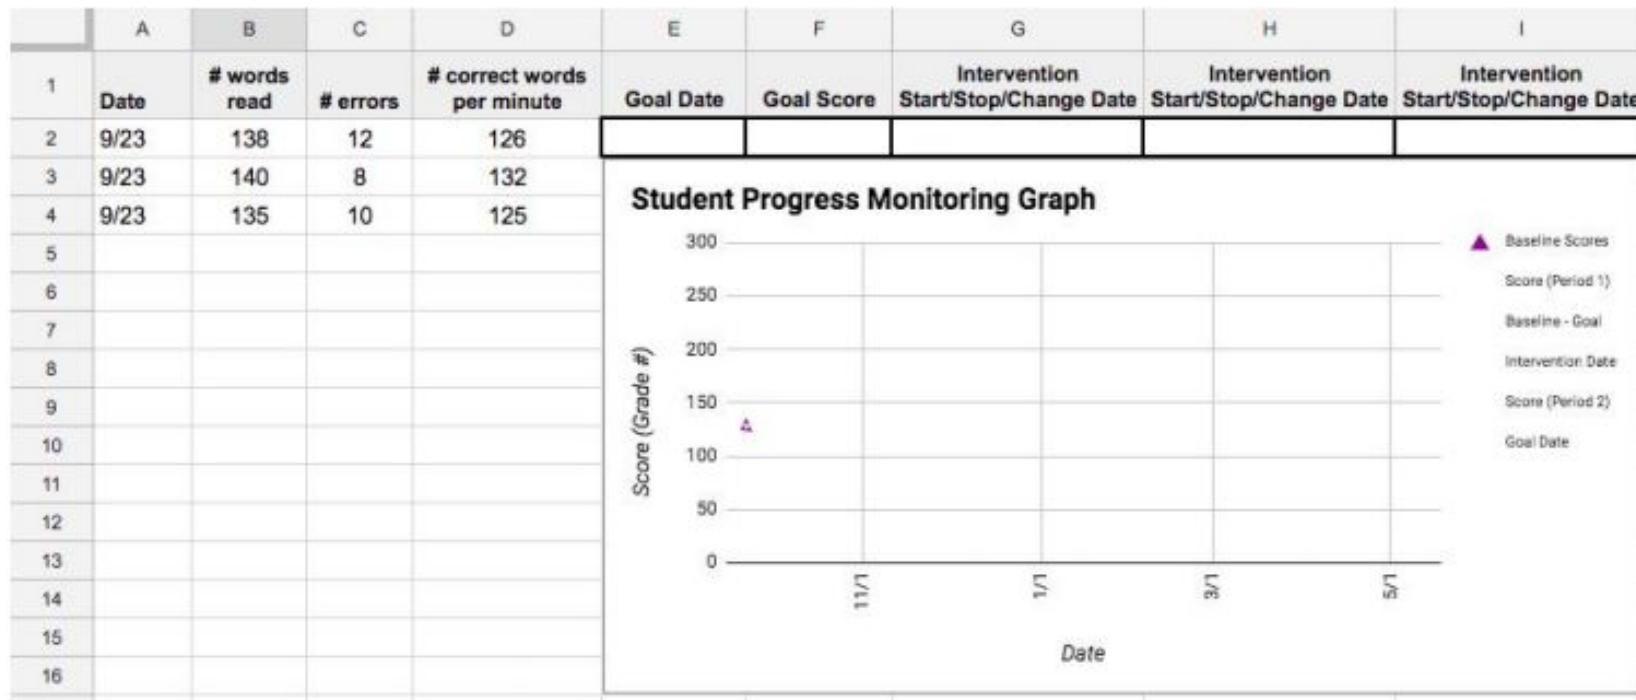 A B C D E F G H I
1 Date # words read # errors # correct words per minute Goal Date Goal Score Intervention Start/Stop/Change Date Intervention Start/Stop/Change Date Intervention Start/Stop/Change Date
2 9/23 138 12 126
3 9/23 140 8 132
4 9/23 135 10 125
5
6
7
8
9
10
11
12
13
14
15
16
Student Progress Monitoring Graph
300
250
200
150
100
50
0
Score (Grade #)
11/1 1/1 3/1 5/1
Date
Baseline Scores
Score (Period 1)
Baseline - Goal
Intervention Date
Score (Period 2)
Goal Date